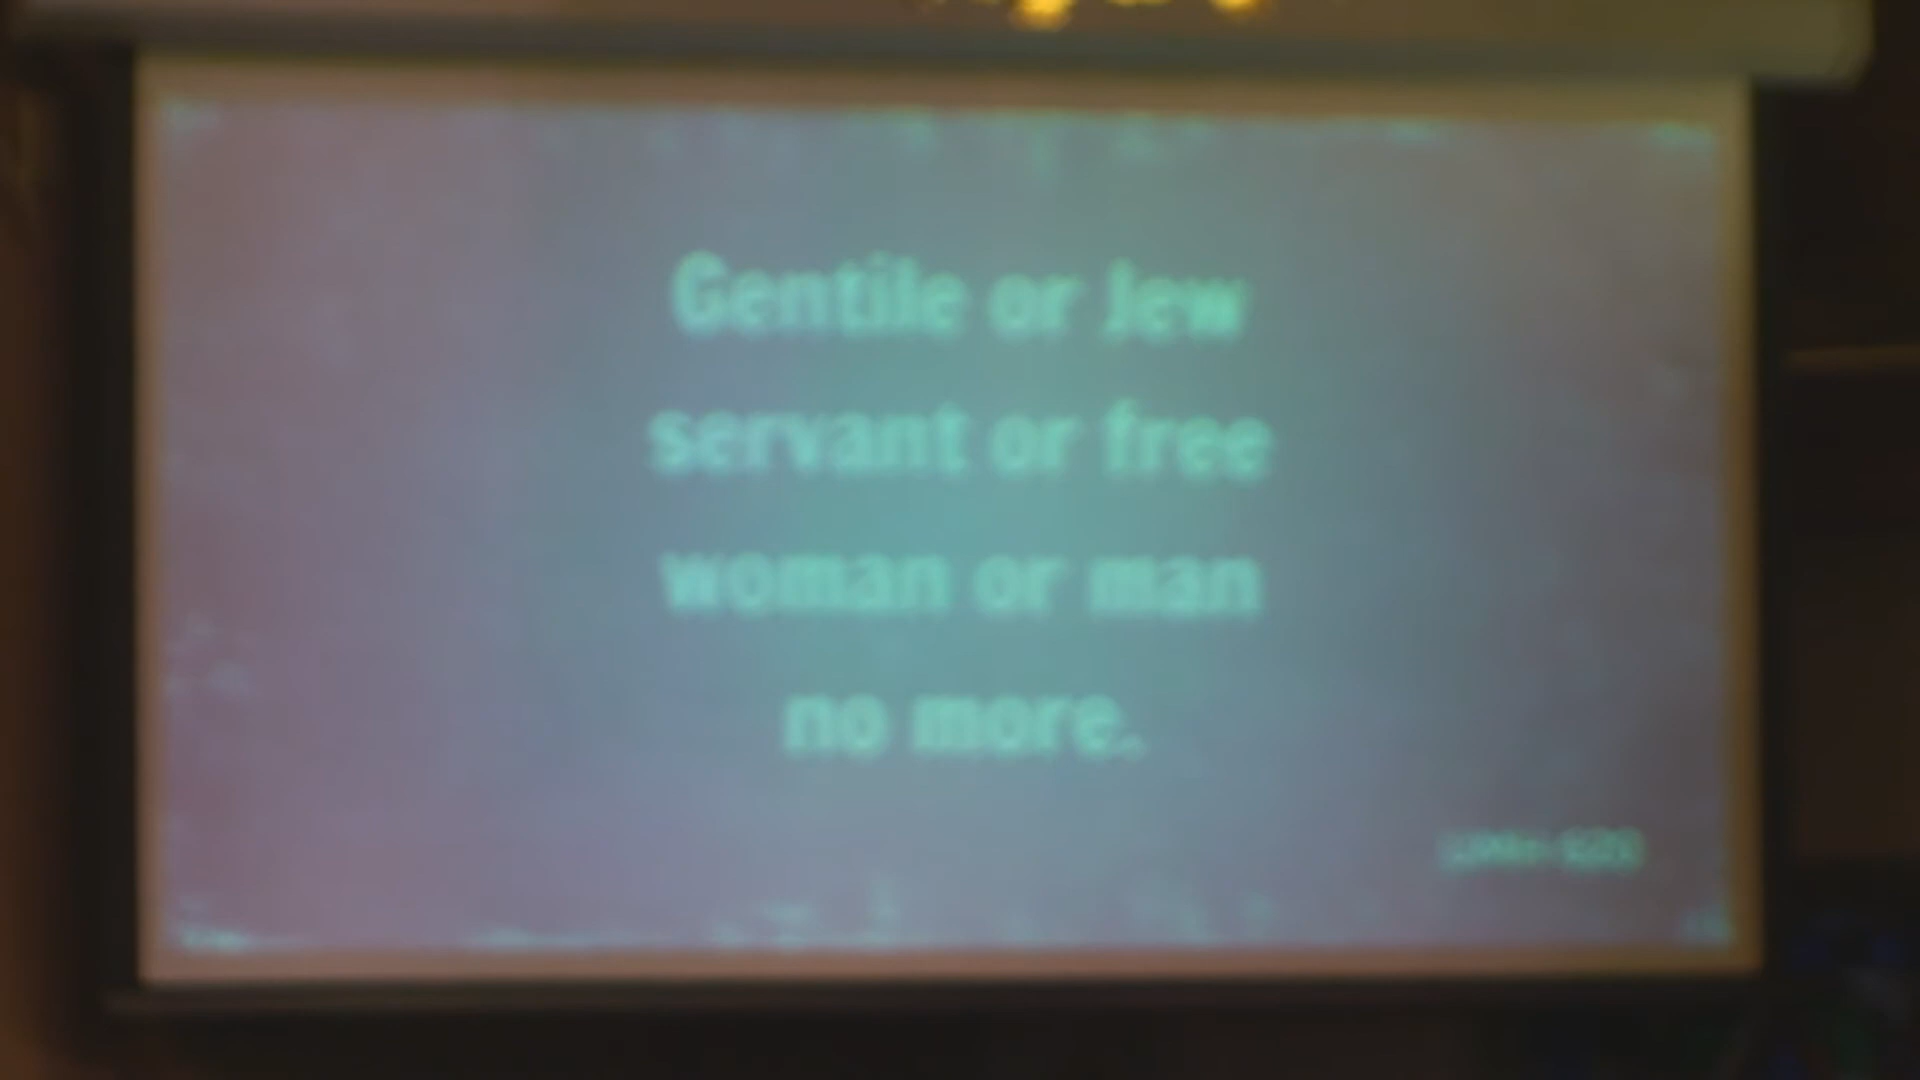 Gentile or Jew
servant or free
woman or man
no more.